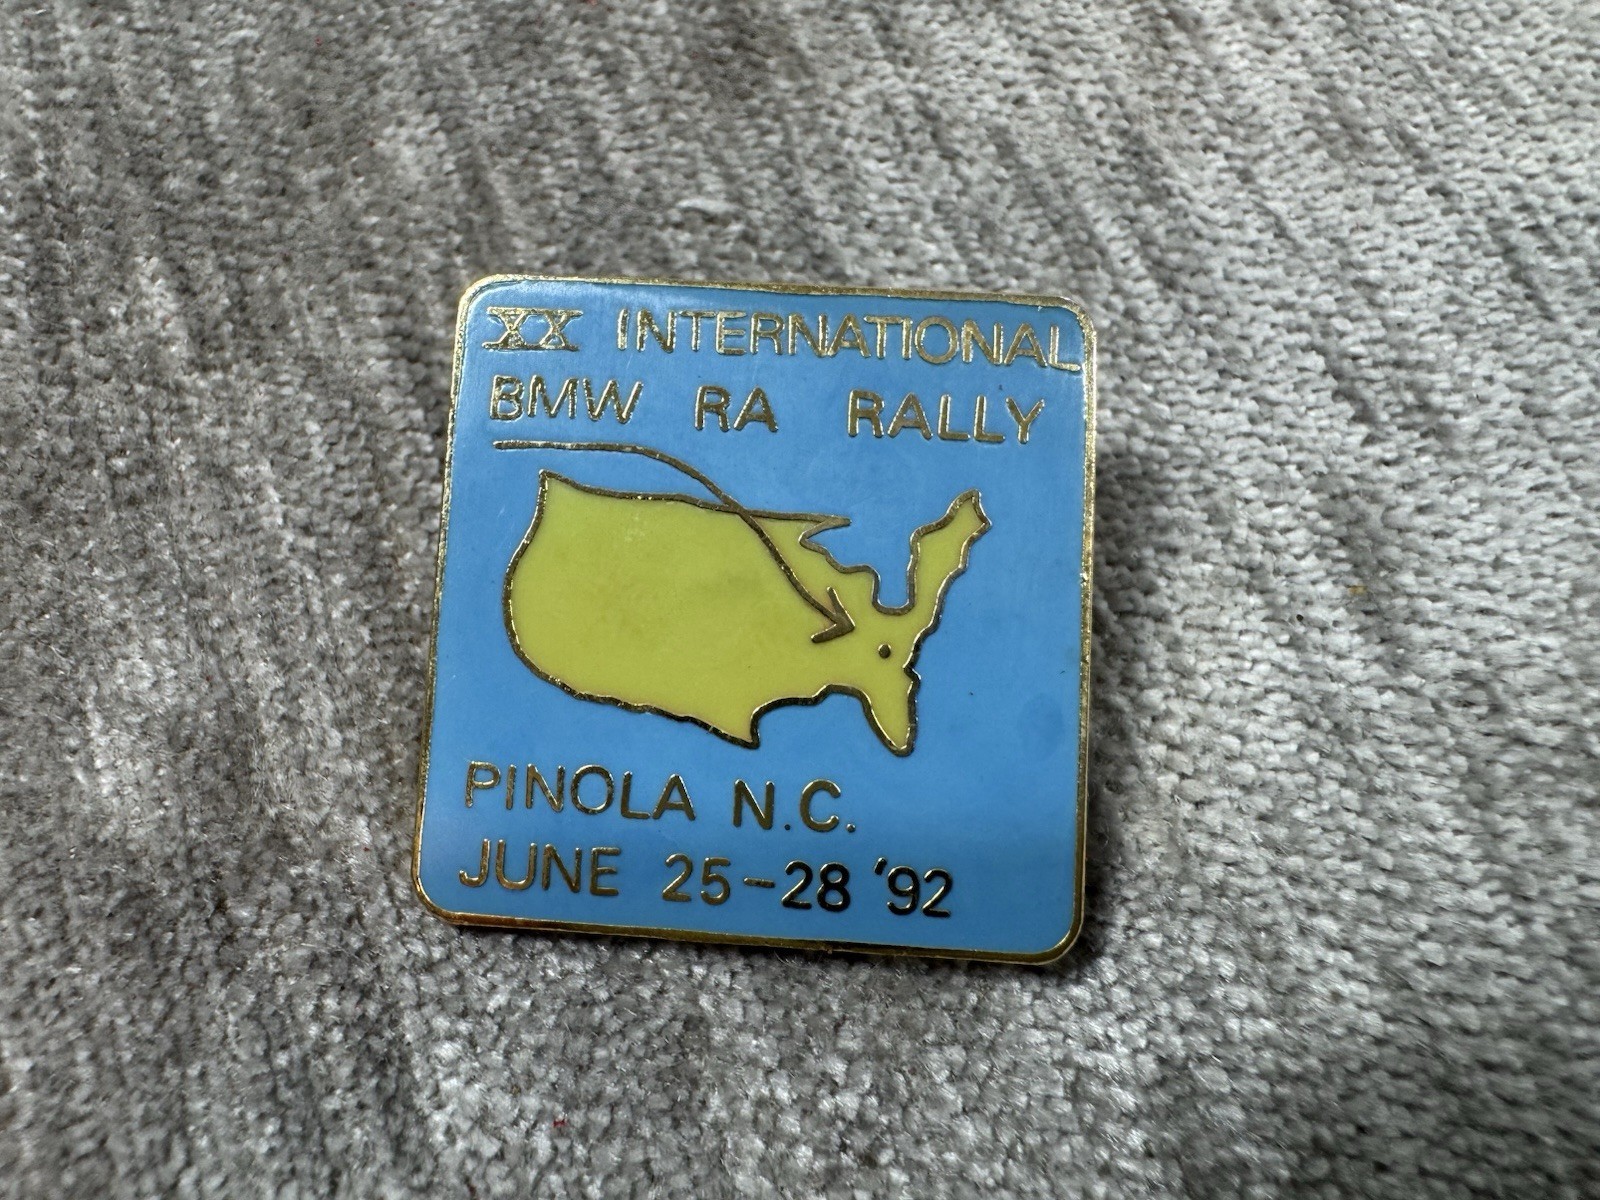 XX INTERNATIONAL
BMW RA RALLY
PINOLA N.C.
JUNE 25-28 '92